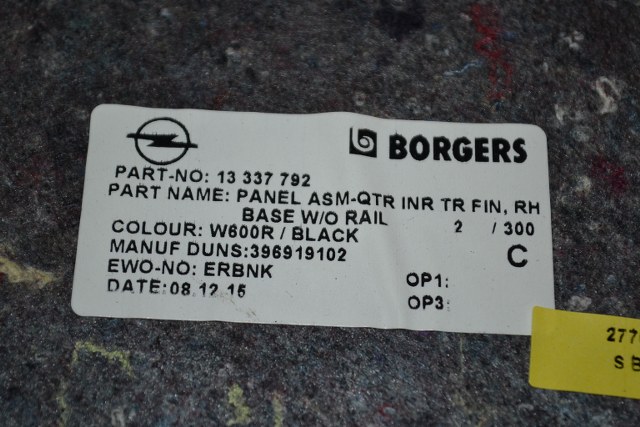 BORGERS
PART-NO: 13 337 792
PART NAME: PANEL ASM-QTR INR TR FIN, RH
BASE W/O RAIL 2 / 300
COLOUR: W600R / BLACK
C
MANUF DUNS:396919102
EWO-NO: ERBNK
OP1:
DATE:08.12.15
OP3:
277
S